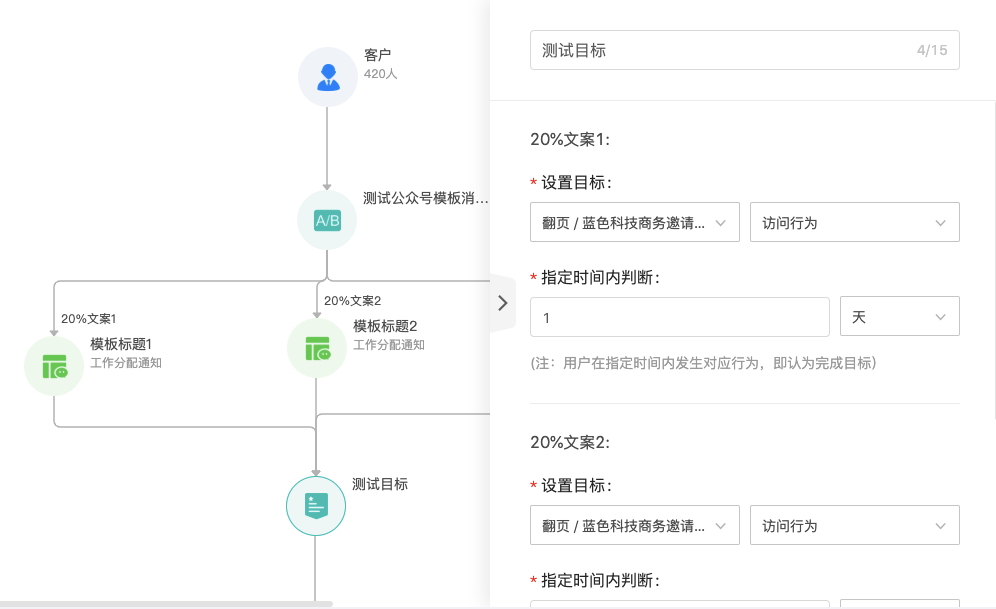 客户
420人
测试公众号模板消...
A/B
20%文案1
20%文案2
模板标题1
工作分配通知
模板标题2
工作分配通知
测试目标
测试目标 4/15
20%文案1:
* 设置目标:
翻页 / 蓝色科技商务邀请... 访问行为
* 指定时间内判断:
1 天
(注：用户在指定时间内发生对应行为，即认为完成目标)
20%文案2:
* 设置目标:
翻页 / 蓝色科技商务邀请... 访问行为
* 指定时间内判断: